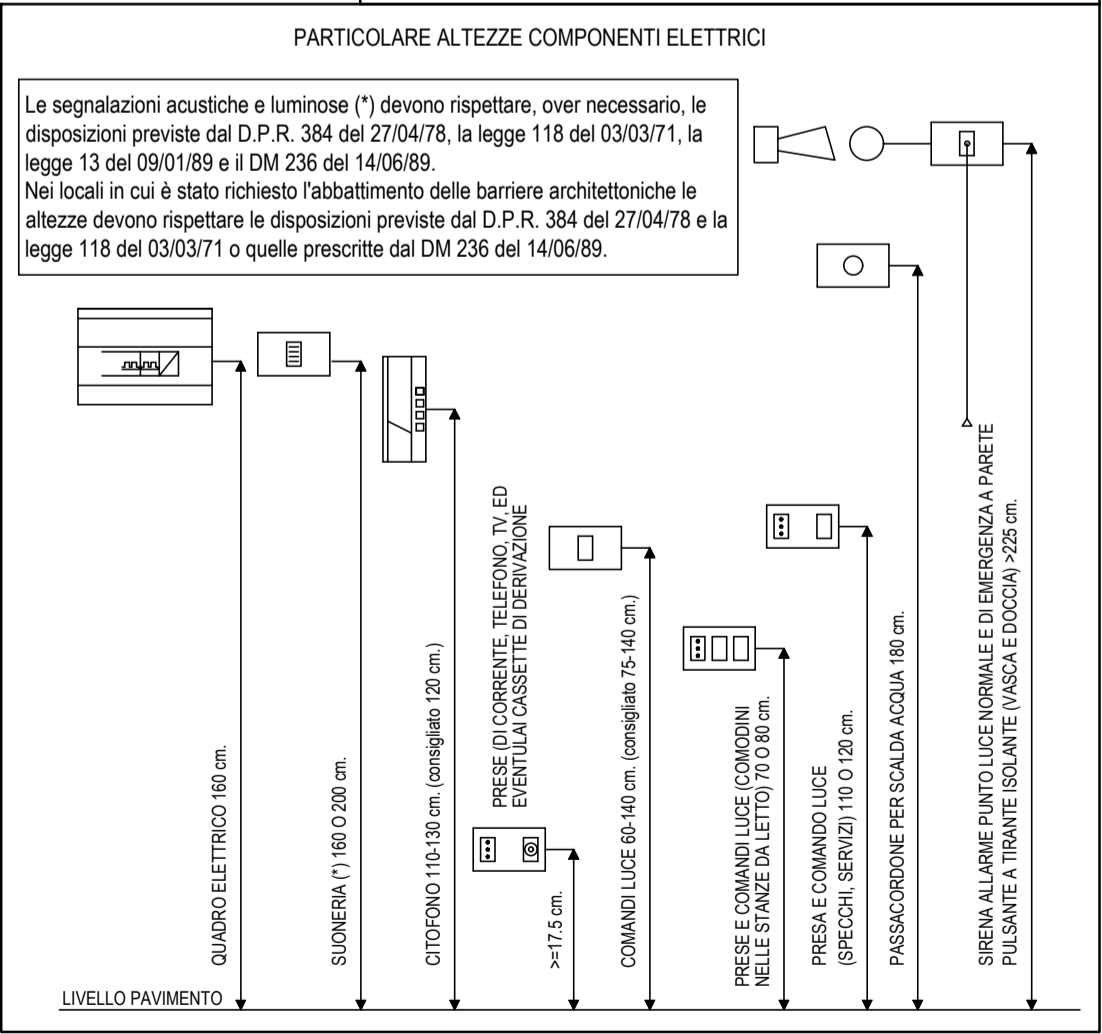 PARTICOLARE ALTEZZE COMPONENTI ELETTRICI
Le segnalazioni acustiche e luminose (*) devono rispettare, over necessario, le
disposizioni previste dal D.P.R. 384 del 27/04/78, la legge 118 del 03/03/71, la
legge 13 del 09/01/89 e il DM 236 del 14/06/89.
Nei locali in cui è stato richiesto l'abbattimento delle barriere architettoniche le
altezze devono rispettare le disposizioni previste dal D.P.R. 384 del 27/04/78 e la
legge 118 del 03/03/71 o quelle prescritte dal DM 236 del 14/06/89.
QUADRO ELETTRICO 160 cm.
SUONERIA (*) 160 O 200 cm.
CITOFONO 110-130 cm. (consigliato 120 cm.)
PRESE (DI CORRENTE, TELEFONO, TV, ED
EVENTULAI CASSETTE DI DERIVAZIONE
>=17.5 cm.
COMANDI LUCE 60-140 cm. (consigliato 75-140 cm.)
PRESE E COMANDI LUCE (COMODINI
NELLE STANZE DA LETTO) 70 O 80 cm.
PRESA E COMANDO LUCE
(SPECCHI, SERVIZI) 110 O 120 cm.
PASSACORDONE PER SCALDA ACQUA 180 cm.
SIRENA ALLARME PUNTO LUCE NORMALE E DI EMERGENZA A PARETE
PULSANTE A TIRANTE ISOLANTE (VASCA E DOCCIA) >225 cm.
LIVELLO PAVIMENTO